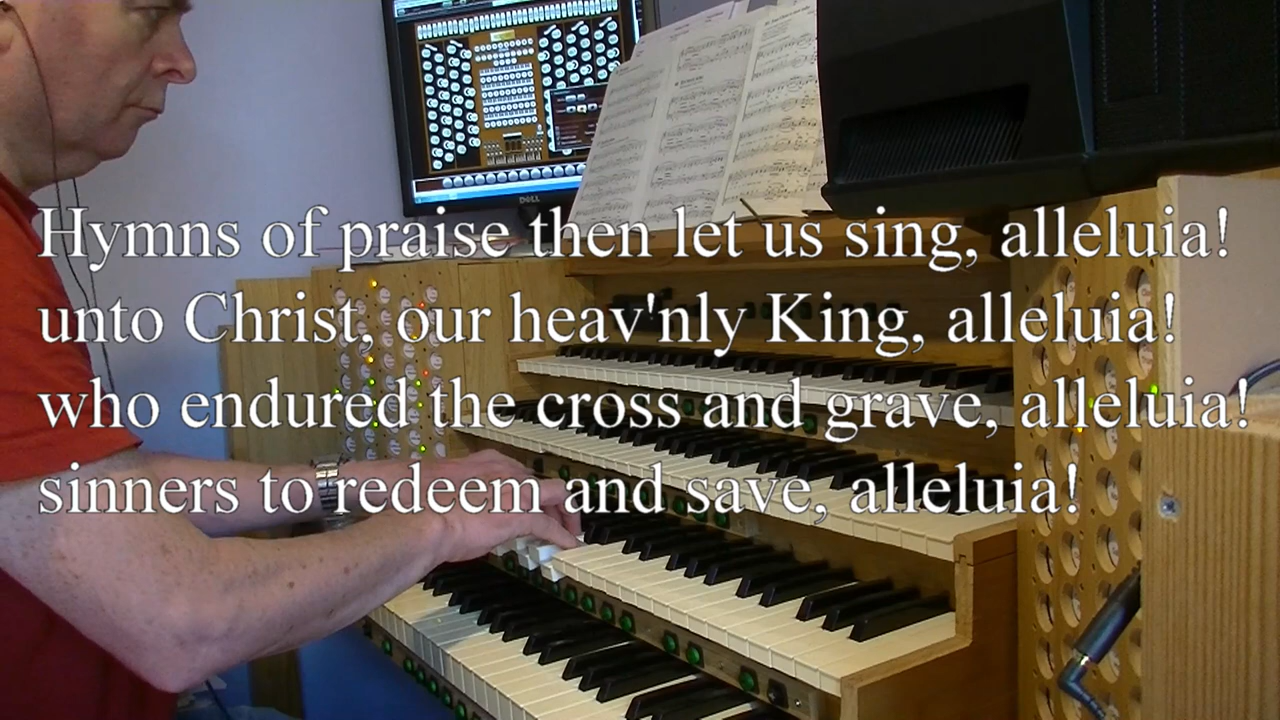 Hymns of praise then let us sing, alleluia!
unto Christ, our heav'nly King, alleluia!
who endured the cross and grave, alleluia!
sinners to redeem and save, alleluia!
DELL